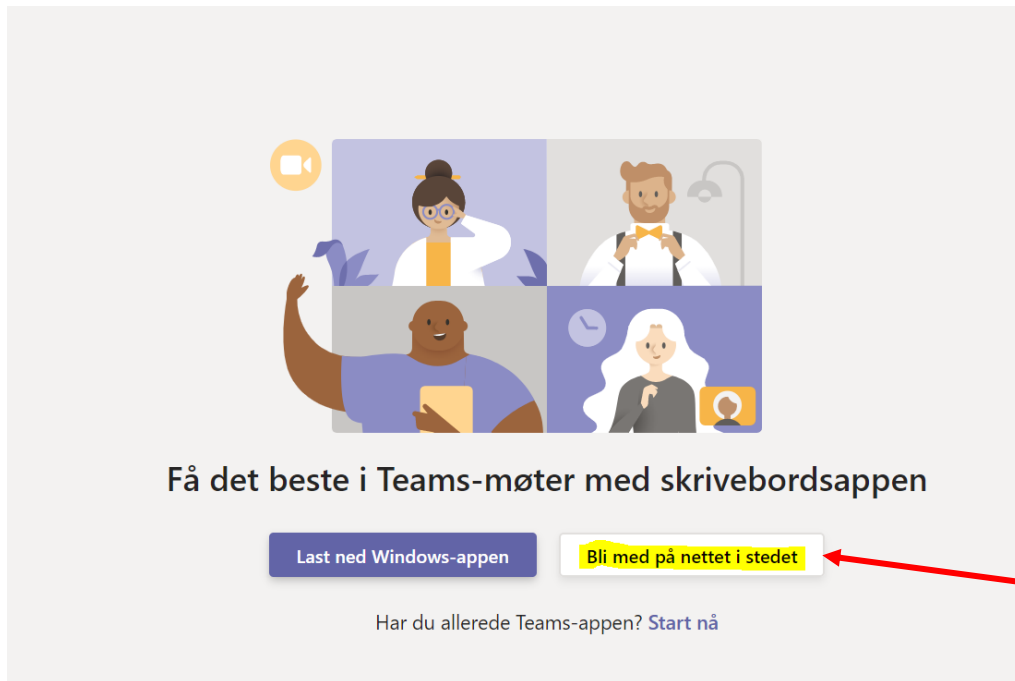 Få det beste i Teams-møter med skrivebordsappen
Last ned Windows-appen
Bli med på nettet i stedet
Har du allerede Teams-appen? Start nå